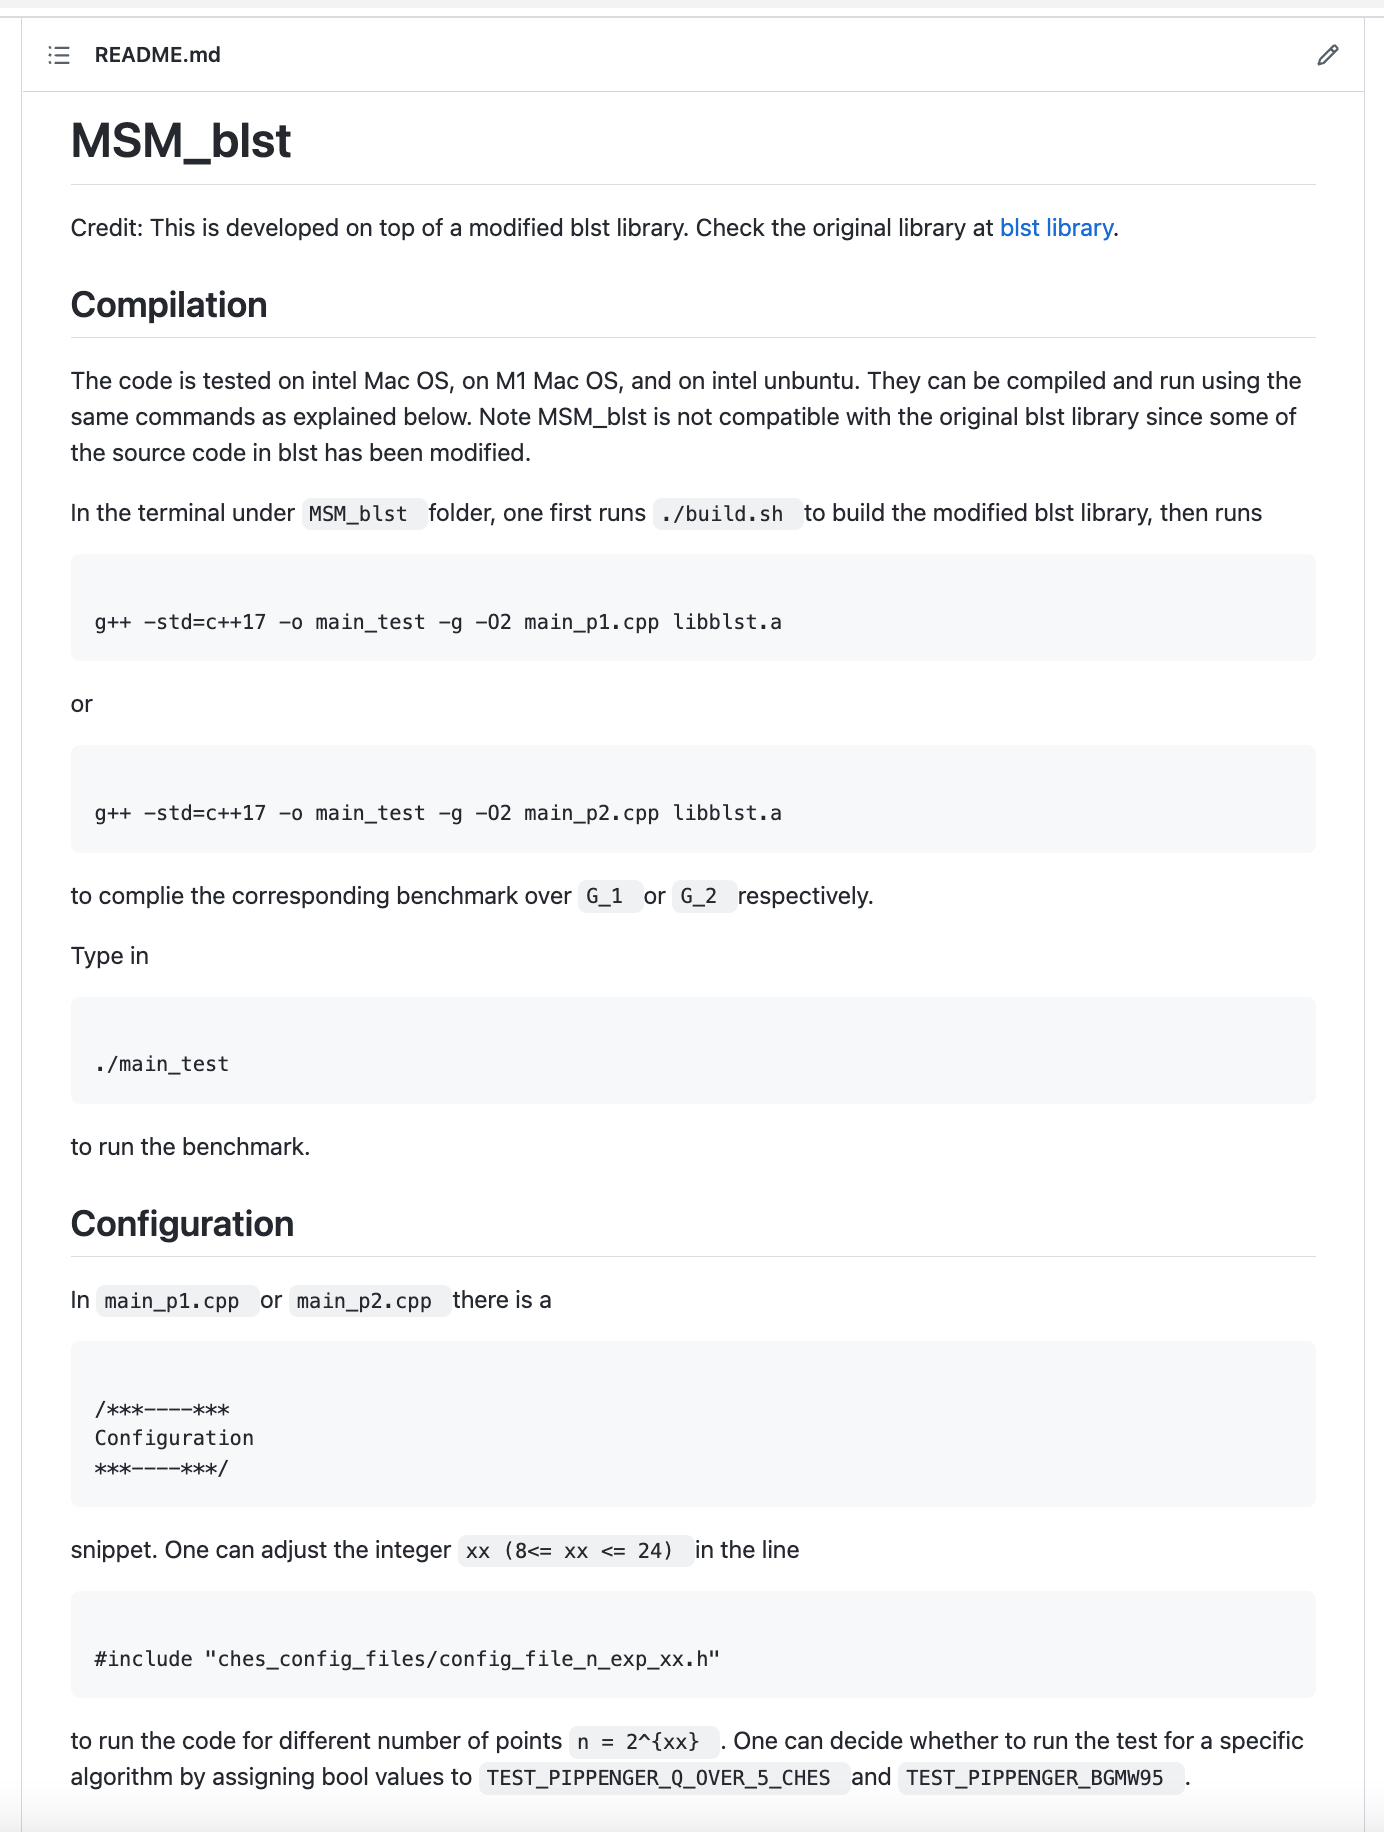 README.md
MSM_blst
Credit: This is developed on top of a modified blst library. Check the original library at blst library.
Compilation
The code is tested on intel Mac OS, on M1 Mac OS, and on intel unbuntu. They can be compiled and run using the
same commands as explained below. Note MSM_blst is not compatible with the original blst library since some of
the source code in blst has been modified.
In the terminal under MSM_blst folder, one first runs ./build.sh to build the modified blst library, then runs
g++ -std=c++17 -o main_test -g -O2 main_p1.cpp libblst.a
or
g++ -std=c++17 -o main_test -g -O2 main_p2.cpp libblst.a
to complie the corresponding benchmark over G_1 or G_2 respectively.
Type in
./main_test
to run the benchmark.
Configuration
In main_p1.cpp or main_p2.cpp there is a
/***----***
Configuration
***----***/
snippet. One can adjust the integer xx (8<= xx <= 24) in the line
#include "ches_config_files/config_file_n_exp_xx.h"
to run the code for different number of points n = 2^{xx} . One can decide whether to run the test for a specific
algorithm by assigning bool values to TEST_PIPPENGER_Q_OVER_5_CHES and TEST_PIPPENGER_BGMW95 .